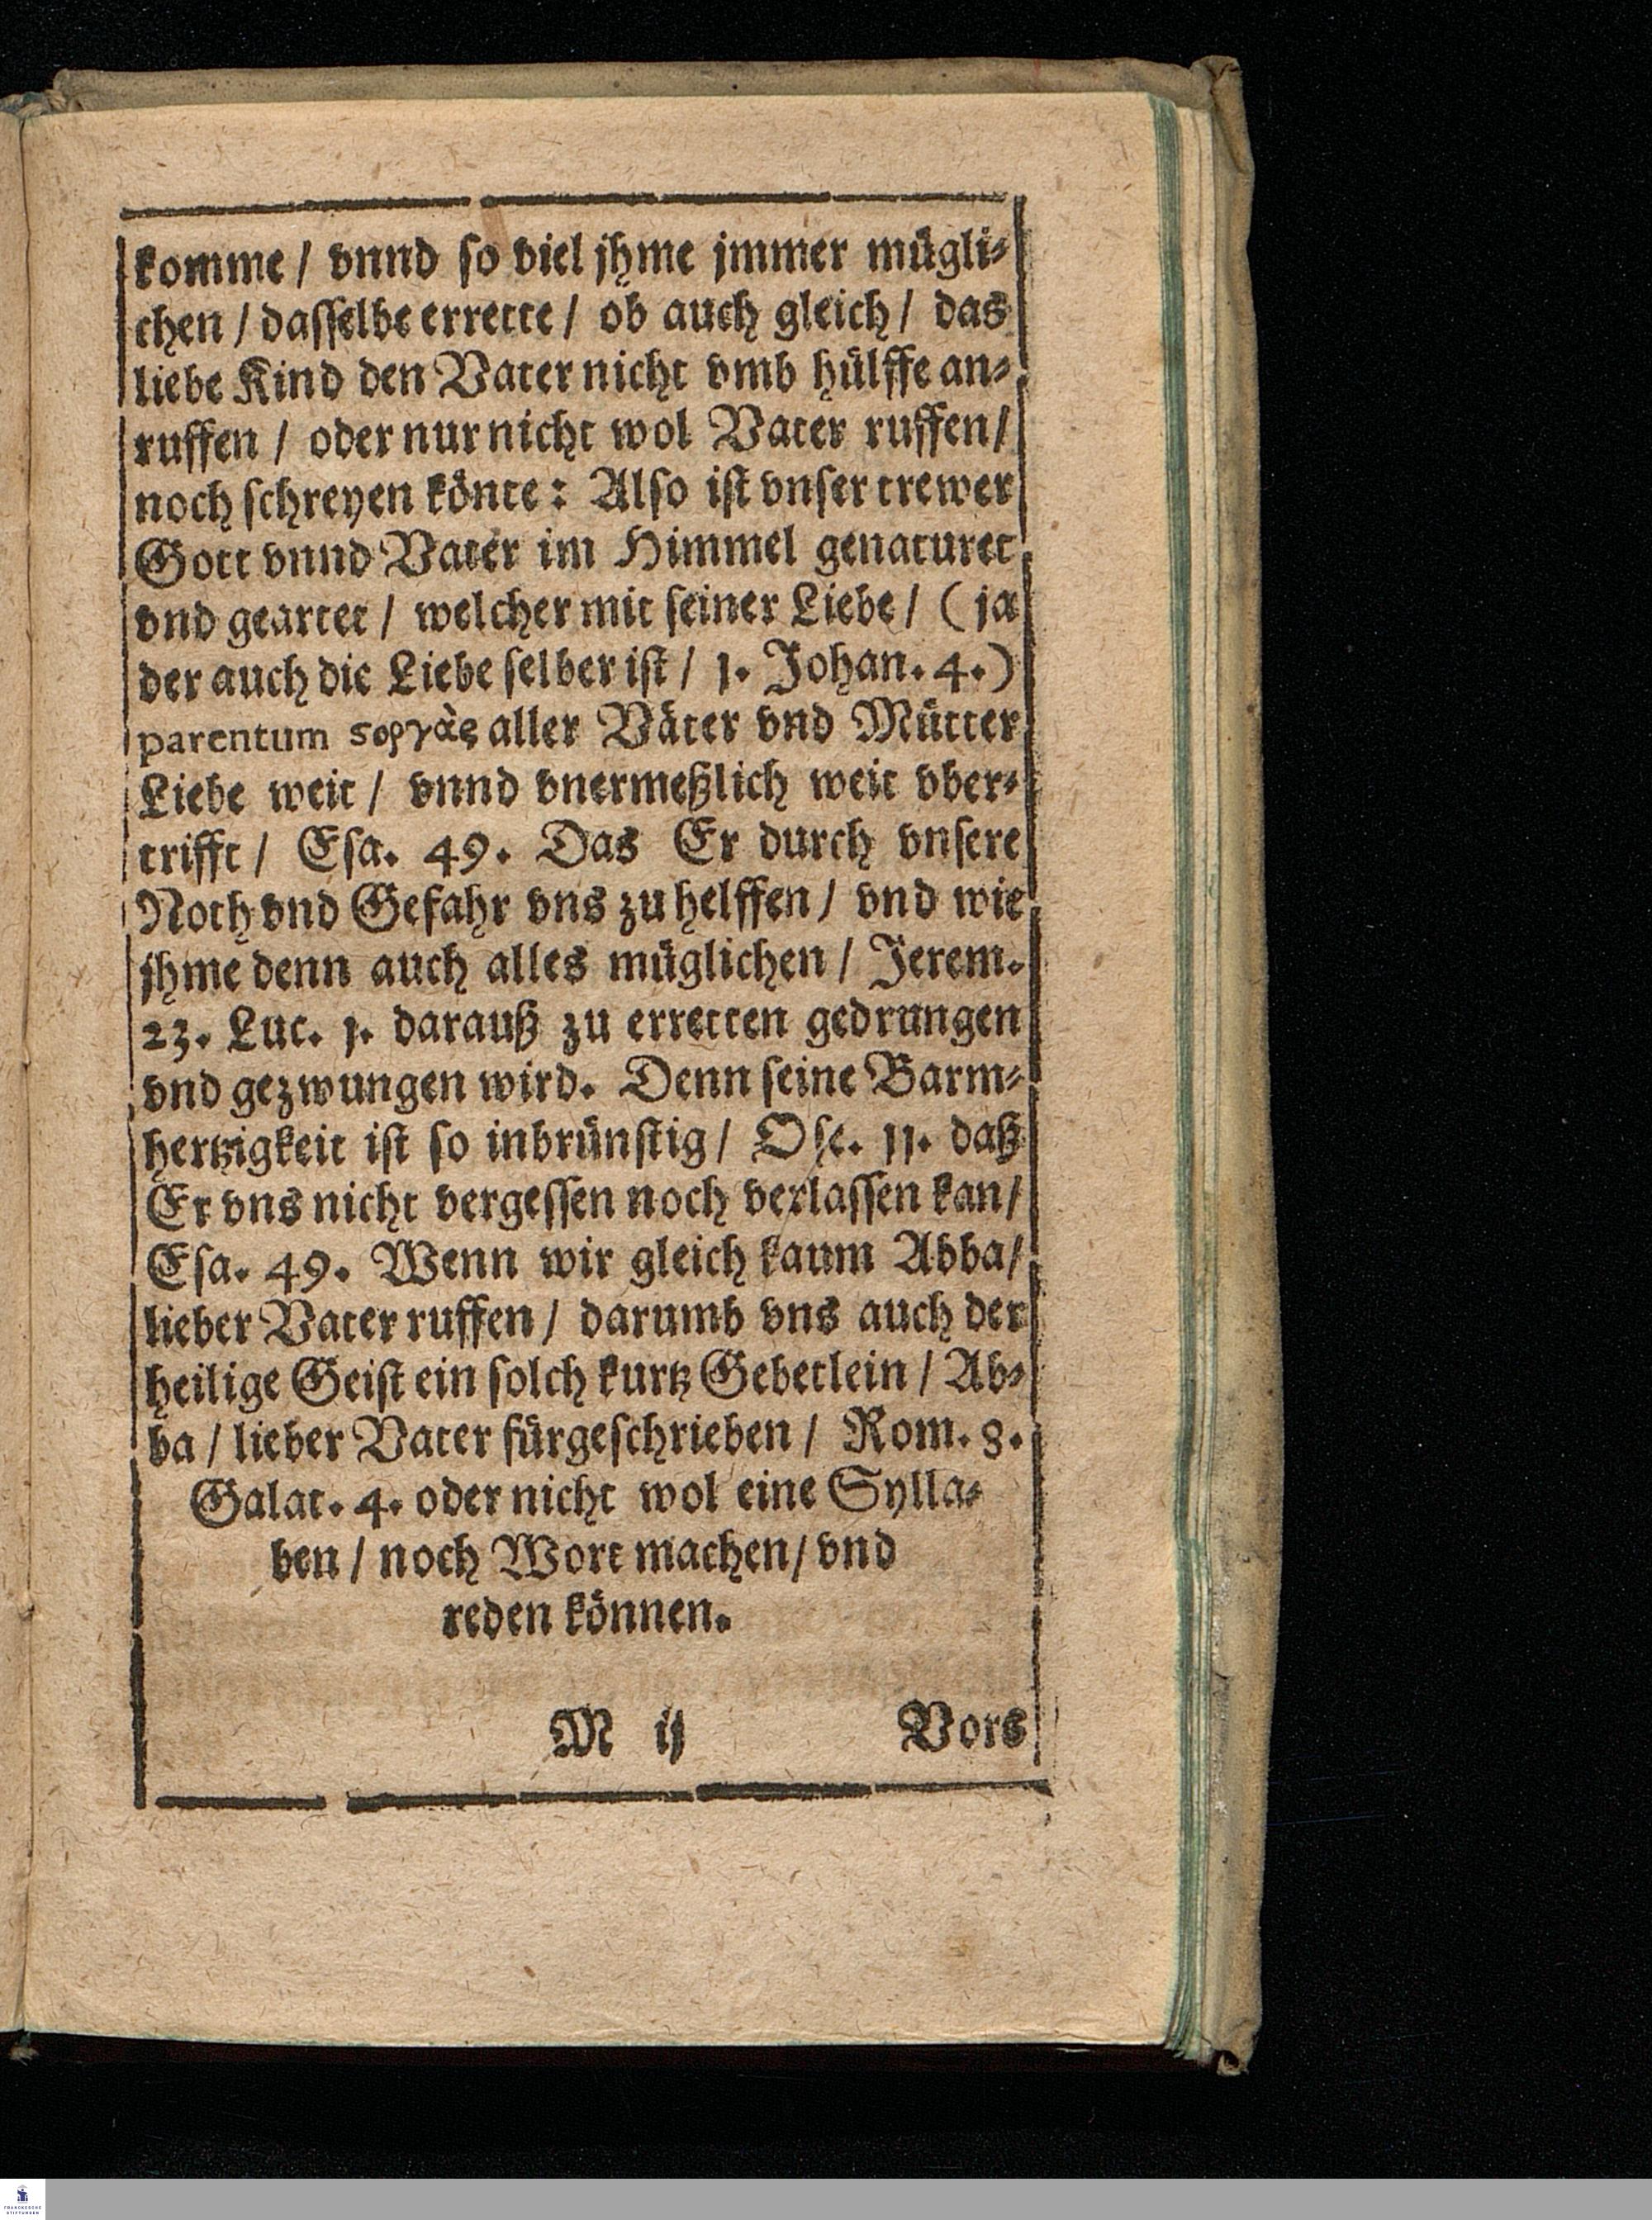 komme / vnnd so viel jhme jmmer mügli-
chen / dasselbe errette / ob auch gleich / das
liebe Kind den Vater nicht vmb hülffe an-
ruffen / oder nur nicht wol Vater ruffen /
noch schreyen könte: Also ist vnser trewer
Gott vnnd Vater im Himmel genaturet
vnd geartet / welcher mit seiner Liebe / (ja
der auch die Liebe selber ist / 1. Johan. 4.)
parentum ϛοργὰς aller Väter vnd Mütter
Liebe weit / vnnd vnermeßlich weit vber-
trifft / Esa. 49. Das Er durch vnsere
Noth vnd Gefahr vns zu helffen / vnd wie
jhme denn auch alles müglichen / Jerem.
23. Luc. 1. darauß zu erretten gedrungen
vnd gezwungen wird. Denn seine Barm-
hertzigkeit ist so inbrünstig / Ose. 11. daß
Er vns nicht vergessen noch verlassen kan /
Esa. 49. Wenn wir gleich kaum Abba /
lieber Vater ruffen / darumb vns auch der
heilige Geist ein solch kurtz Gebetlein / Ab-
ba / lieber Vater fürgeschrieben / Rom. 8.
Galat. 4. oder nicht wol eine Sylla-
ben / noch Wort machen / vnd
reden können.
M ij Vors
FRANCKESCHE
STIFTUNGEN